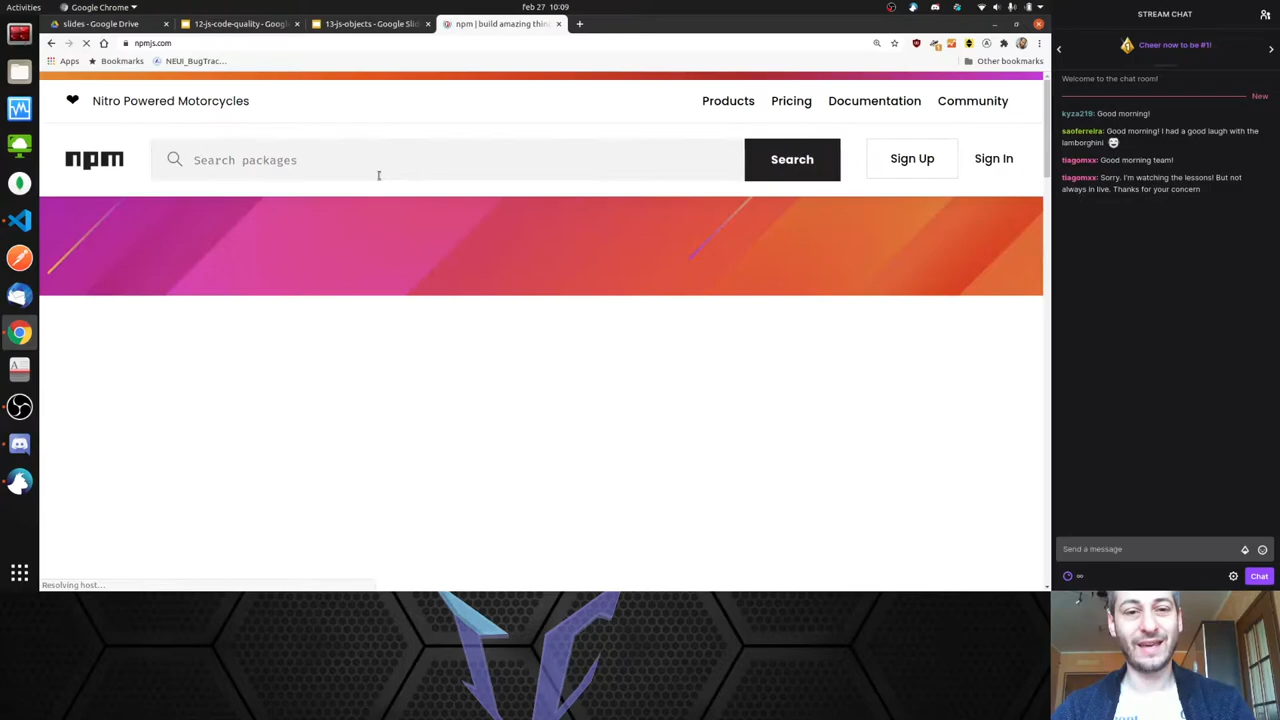 Activities
Google Chrome
feb 27 10:09
slides - Google Drive
12-js-code-quality - Google
13-js-objects - Google Slid
npm | build amazing thin
npmjs.com
Apps
Bookmarks
NEUI_BugTrac...
Other bookmarks
❤ Nitro Powered Motorcycles
Products
Pricing
Documentation
Community
npm
Search packages
Search
Sign Up
Sign In
Resolving host...
STREAM CHAT
Cheer now to be #1!
Welcome to the chat room!
New
kyza219: Good morning!
saoferreira: Good morning! I had a good laugh with the
lamborghini
tiagomxx: Good morning team!
tiagomxx: Sorry. I'm watching the lessons! But not
always in live. Thanks for your concern
Send a message
Chat